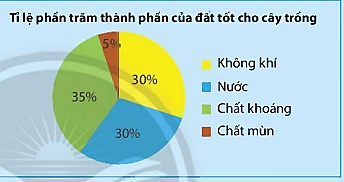 Tỉ lệ phần trăm thành phần của đất tốt cho cây trồng
5%
30%
35%
30%
Không khí
Nước
Chất khoáng
Chất mùn